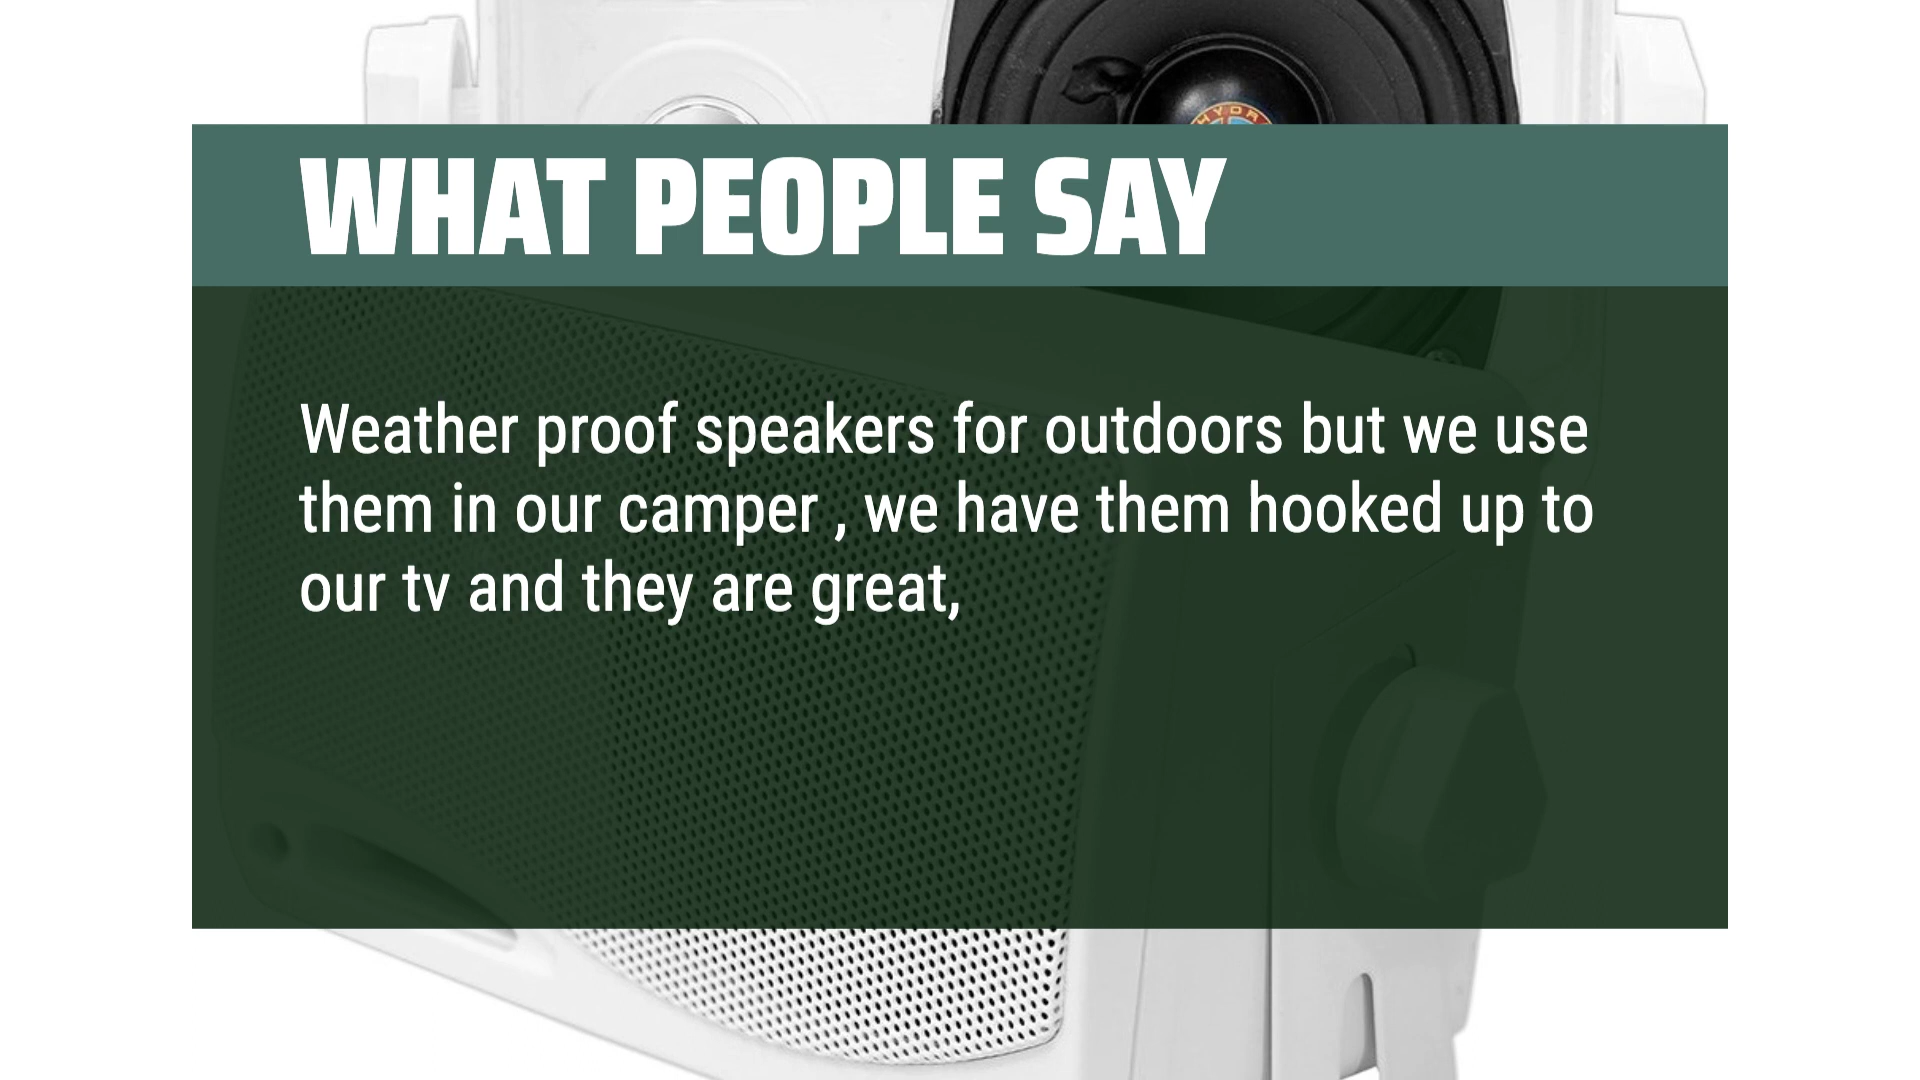 HYDR
WHAT PEOPLE SAY
Weather proof speakers for outdoors but we use
them in our camper , we have them hooked up to
our tv and they are great,